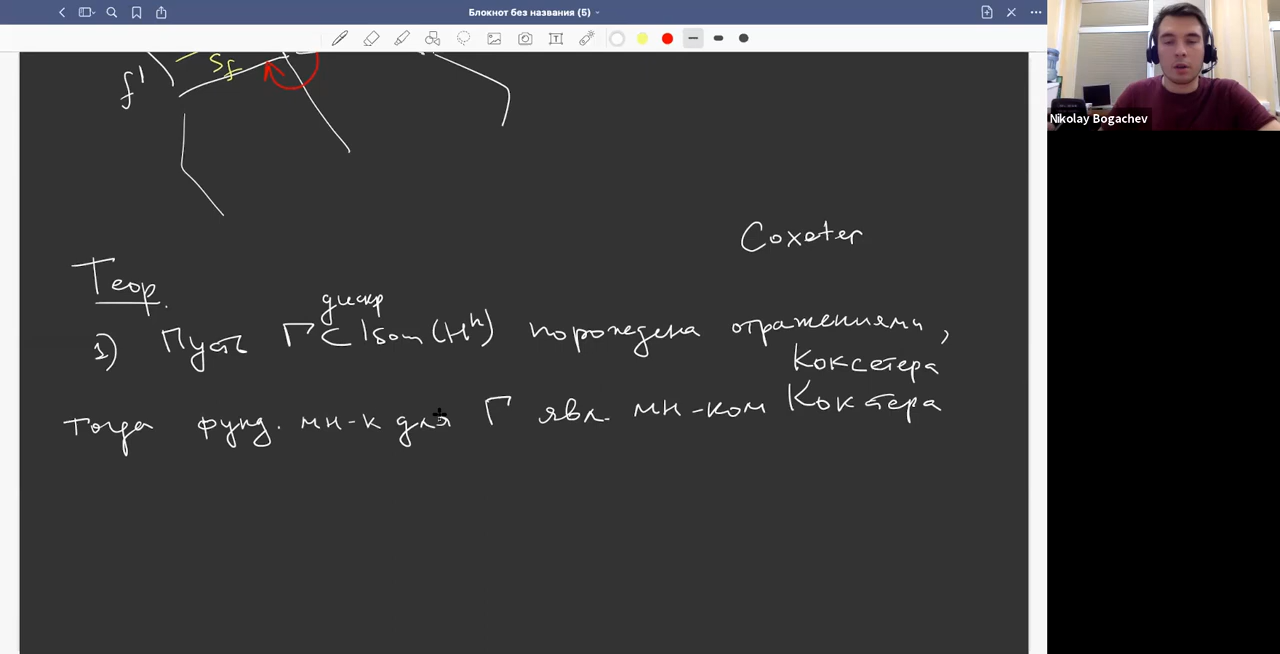 Блокнот без названия (5)
Nikolay Bogachev
f'
S_f
Coxeter
Теор.
дискр
1) Пусть Γ ⊂ Isom(Hⁿ) порождена отражениями,
Коксетера
тогда фунд. мн-к для Γ явл. мн-ком Коктера